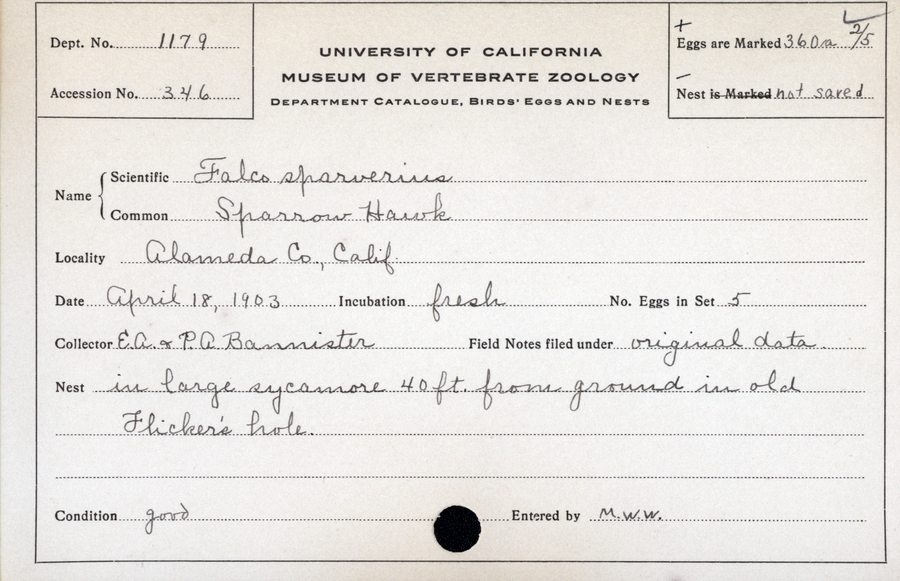 Dept. No. 1179
Accession No. 346
UNIVERSITY OF CALIFORNIA
MUSEUM OF VERTEBRATE ZOOLOGY
DEPARTMENT CATALOGUE, BIRDS' EGGS AND NESTS
+
Eggs are Marked 360a 2/5
–
Nest is Marked not saved
Name
Scientific Falco sparverius
Common Sparrow Hawk
Locality Alameda Co., Calif.
Date April 18, 1903 Incubation fresh No. Eggs in Set 5
Collector E.A. & P.A. Bannister Field Notes filed under original data
Nest in large sycamore 40 ft. from ground in old
Flicker's hole.
Condition good Entered by M.W.W.